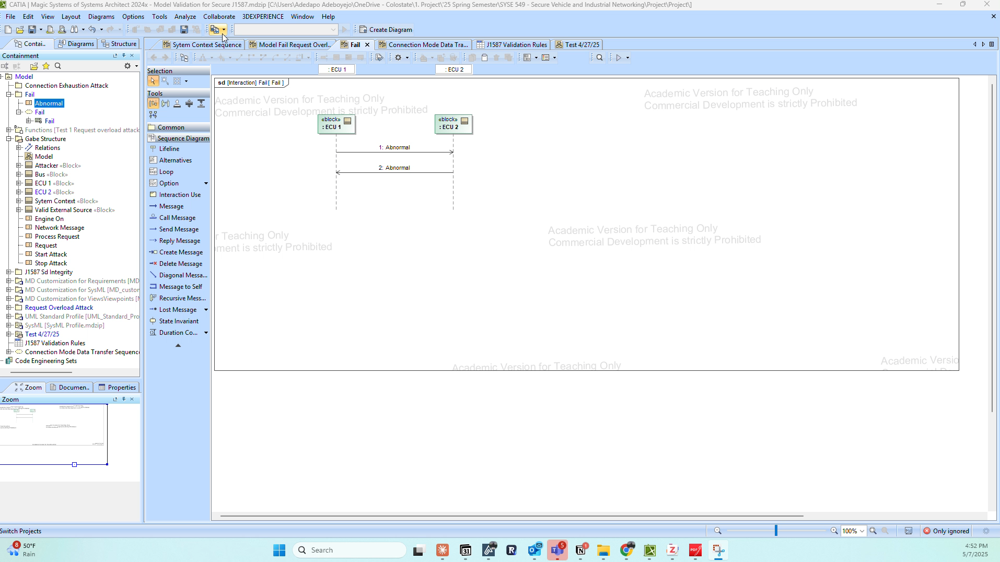 CATIA | Magic Systems of Systems Architect 2024x - Model Validation for Secure J1587.mdzip [C:\Users\Adedapo Adeboyejo\OneDrive - Colostate\1. Project\'25 Spring Semester\SYSE 549 - Secure Vehicle and Industrial Networking\Project\Project\]
File Edit View Layout Diagrams Options Tools Analyze Collaborate 3DEXPERIENCE Window Help
Create Diagram
Contai.. Diagrams Structure
Sytem Context Sequence Model Fail Request Overl.. Fail Connection Mode Data Tra... J1587 Validation Rules Test 4/27/25
Containment
Model
Connection Exhaustion Attack
Fail
Abnormal
Fail
Fail
Functions [Test 1 Request overload attack
Gabe Structure
Relations
Model
Attacker «Block»
Bus «Block»
ECU 1 «Block»
ECU 2 «Block»
Sytem Context «Block»
Valid External Source «Block»
Engine On
Network Message
Process Request
Request
Start Attack
Stop Attack
J1587 Sd Integrity
MD Customization for Requirements [MD
MD Customization for SysML [MD_custor
MD Customization for ViewsViewpoints [
Request Overload Attack
UML Standard Profile [UML_Standard_Pro
SysML [SysML Profile.mdzip]
Test 4/27/25
J1587 Validation Rules
Connection Mode Data Transfer Sequenc
Code Engineering Sets
Zoom Documen.. Properties
Zoom
Selection
Tools
Common
Sequence Diagram
Lifeline
Alternatives
Loop
Option
Interaction Use
Message
Call Message
Send Message
Reply Message
Create Message
Delete Message
Diagonal Messa...
Message to Self
Recursive Mess...
Lost Message
State Invariant
Duration Co...
: ECU 1 : ECU 2
sd [Interaction] Fail[ Fail ]
Academic Version for Teaching Only
Commercial Development is strictly Prohibited
Academic Version for Teaching Only
Commercial Development is strictly Prohibited
«block»
: ECU 1
«block»
: ECU 2
1: Abnormal
2: Abnormal
r Teaching Only
ment is strictly Prohibited
Academic Version for Teaching Only
Commercial Development is strictly Prohibited
Academic Version for Teaching Only
Academic Versio
Switch Projects
100%
Only ignored
8
50°F
Rain
Search
31
5
1
PDF
4:52 PM
5/7/2025